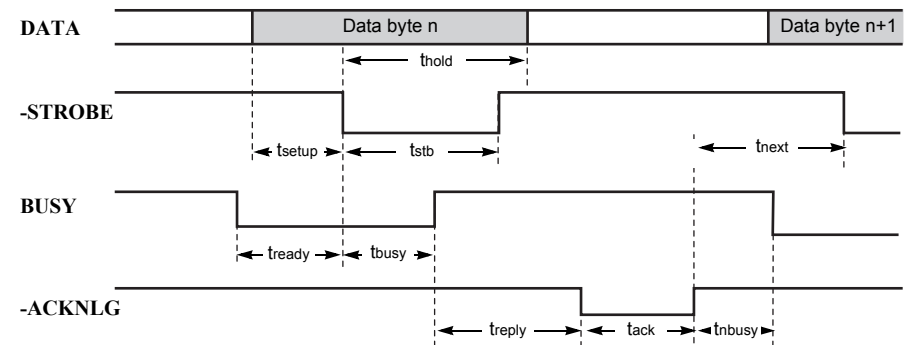 DATA
Data byte n
Data byte n+1
thold
-STROBE
tsetup
tstb
tnext
BUSY
tready
tbusy
-ACKNLG
treply
tack
tnbusy